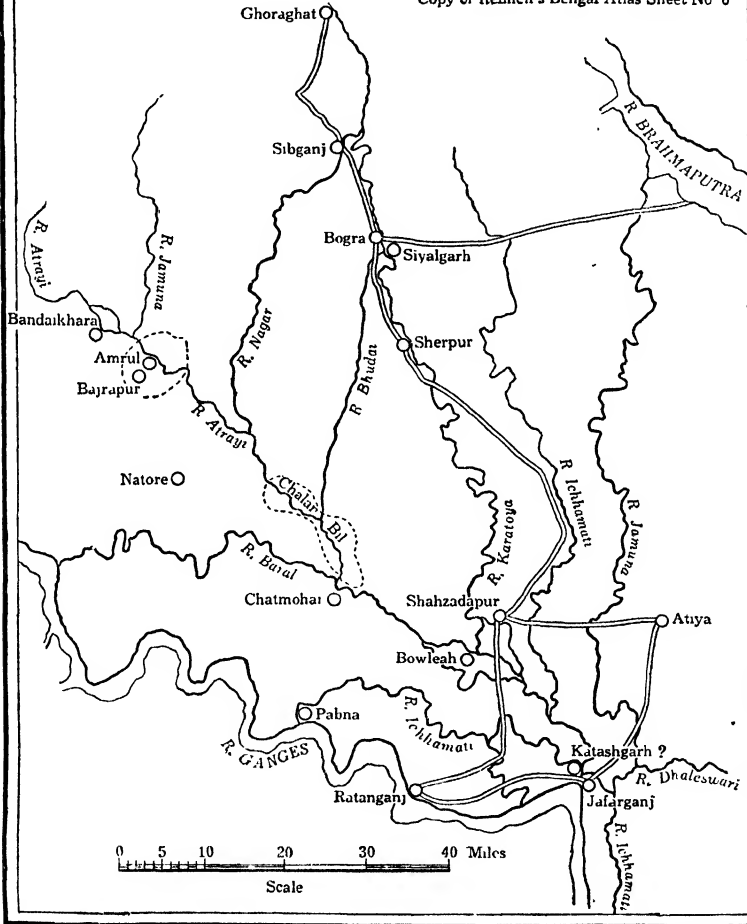 Copy of Rennell's Bengal Atlas Sheet No 6
Ghoraghat
R BRAHMAPUTRA
Sibganj
R. Atrayi
R. Jamuna
Bogra
Siyalgarh
Bandaikhara
R. Nagar
Sherpur
Amrul
Bajrapur
R Bhudai
R Atrayi
Natore
Chalan
Bil
R Ichhamati
R Jamuna
R. Karatoya
R. Baral
Chatmohar
Shahzadapur
Atiya
Bowleah
Pabna
R. Ichhamati
R. GANGES
Katashgarh ?
R. Dhaleswari
Ratanganj
Jafarganj
R. Ichhamati
0 5 10 22 30 40 Miles
Scale